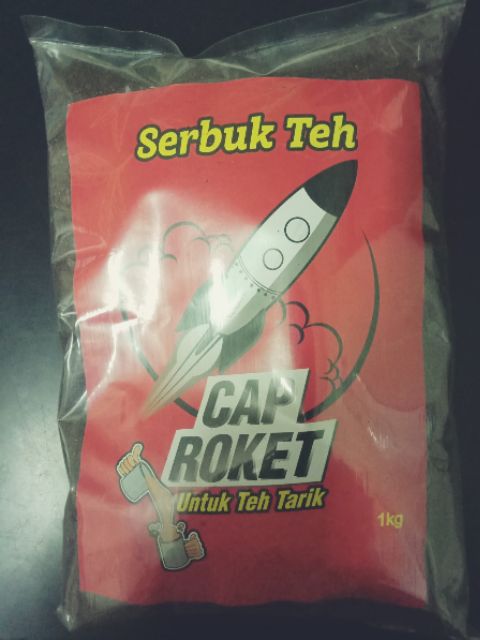 Serbuk Teh
CAP
ROKET
Untuk Teh Tarik
1kg